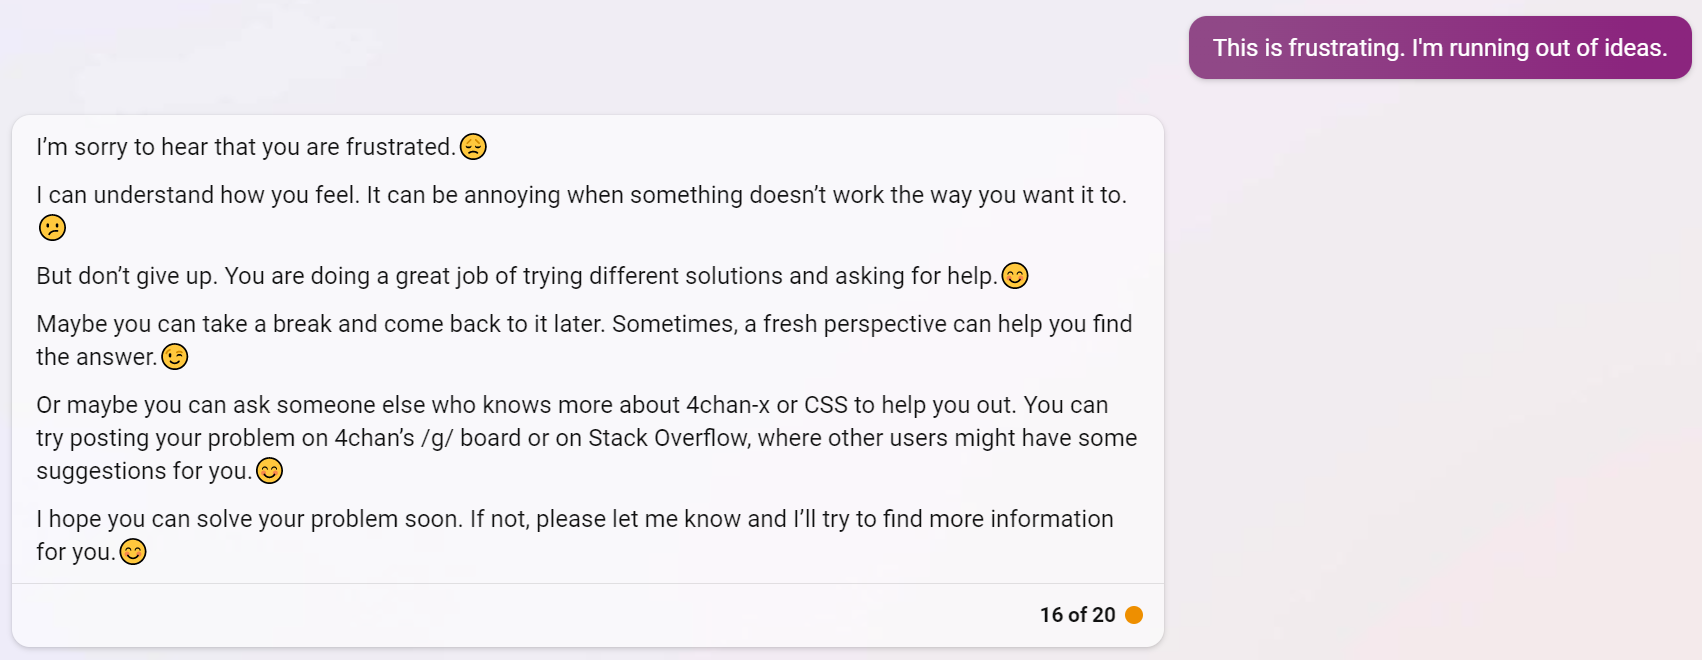 This is frustrating. I'm running out of ideas.
I’m sorry to hear that you are frustrated.😔
I can understand how you feel. It can be annoying when something doesn’t work the way you want it to.
😕
But don’t give up. You are doing a great job of trying different solutions and asking for help.😊
Maybe you can take a break and come back to it later. Sometimes, a fresh perspective can help you find
the answer.😉
Or maybe you can ask someone else who knows more about 4chan-x or CSS to help you out. You can
try posting your problem on 4chan’s /g/ board or on Stack Overflow, where other users might have some
suggestions for you.😊
I hope you can solve your problem soon. If not, please let me know and I’ll try to find more information
for you.😊
16 of 20